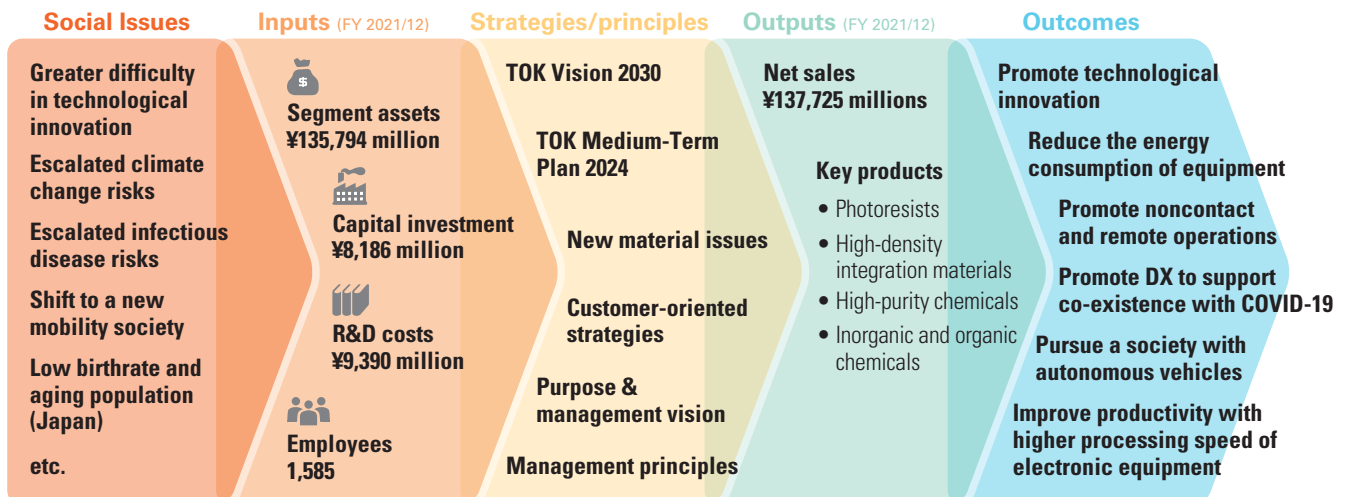 Social Issues
Greater difficulty
in technological
innovation
Escalated climate
change risks
Escalated infectious
disease risks
Shift to a new
mobility society
Low birthrate and
aging population
(Japan)
etc.
Inputs (FY 2021/12)
$
Segment assets
¥135,794 million
Capital investment
¥8,186 million
R&D costs
¥9,390 million
Employees
1,585
Strategies/principles
TOK Vision 2030
TOK Medium-Term
Plan 2024
New material issues
Customer-oriented
strategies
Purpose &
management vision
Management principles
Outputs (FY 2021/12)
Net sales
¥137,725 millions
Key products
• Photoresists
• High-density
integration materials
• High-purity chemicals
• Inorganic and organic
chemicals
Outcomes
Promote technological
innovation
Reduce the energy
consumption of equipment
Promote noncontact
and remote operations
Promote DX to support
co-existence with COVID-19
Pursue a society with
autonomous vehicles
Improve productivity with
higher processing speed of
electronic equipment